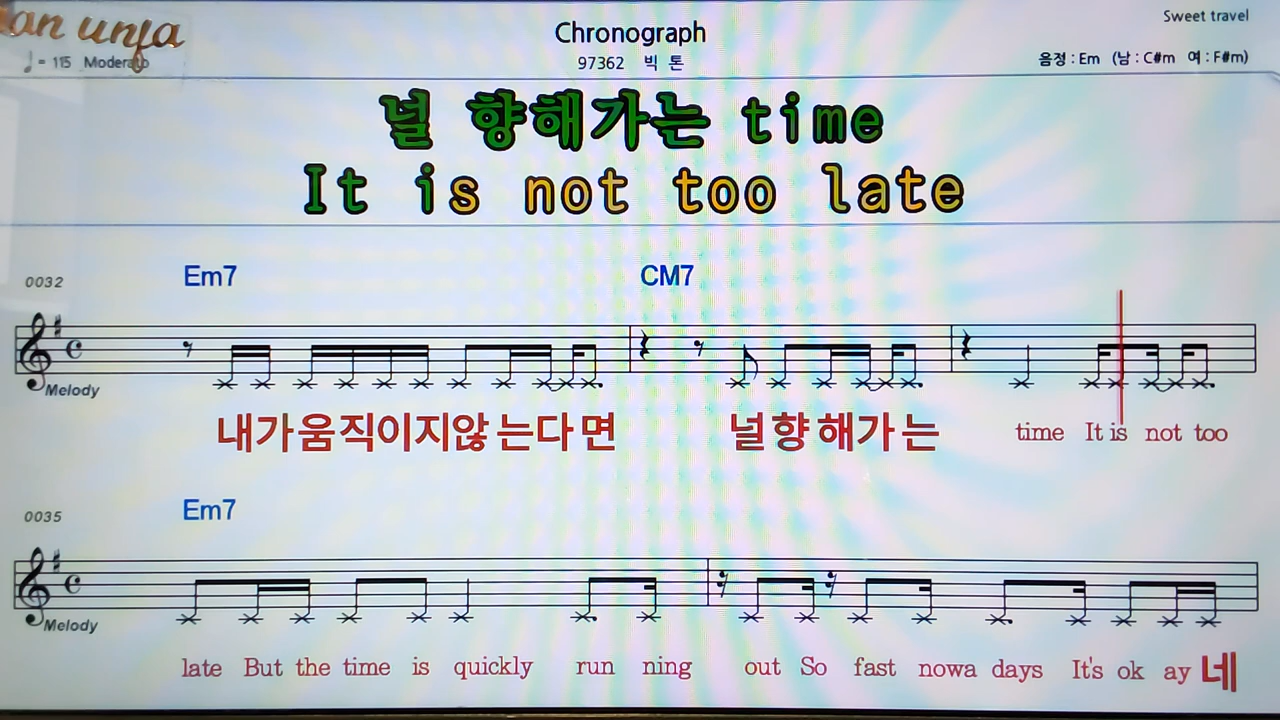 an unfa
Sweet travel
Chronograph
♩= 115 Moderato
97362 빅 톤
음정 : Em (남 : C#m 여 : F#m)
널 향해가는 time
It is not too late
0032
Em7
CM7
Melody
내가움직이지않는다면 널향해가는 time It is not too
0035
Em7
Melody
late But the time is quickly run ning out So fast nowa days It's ok ay 네